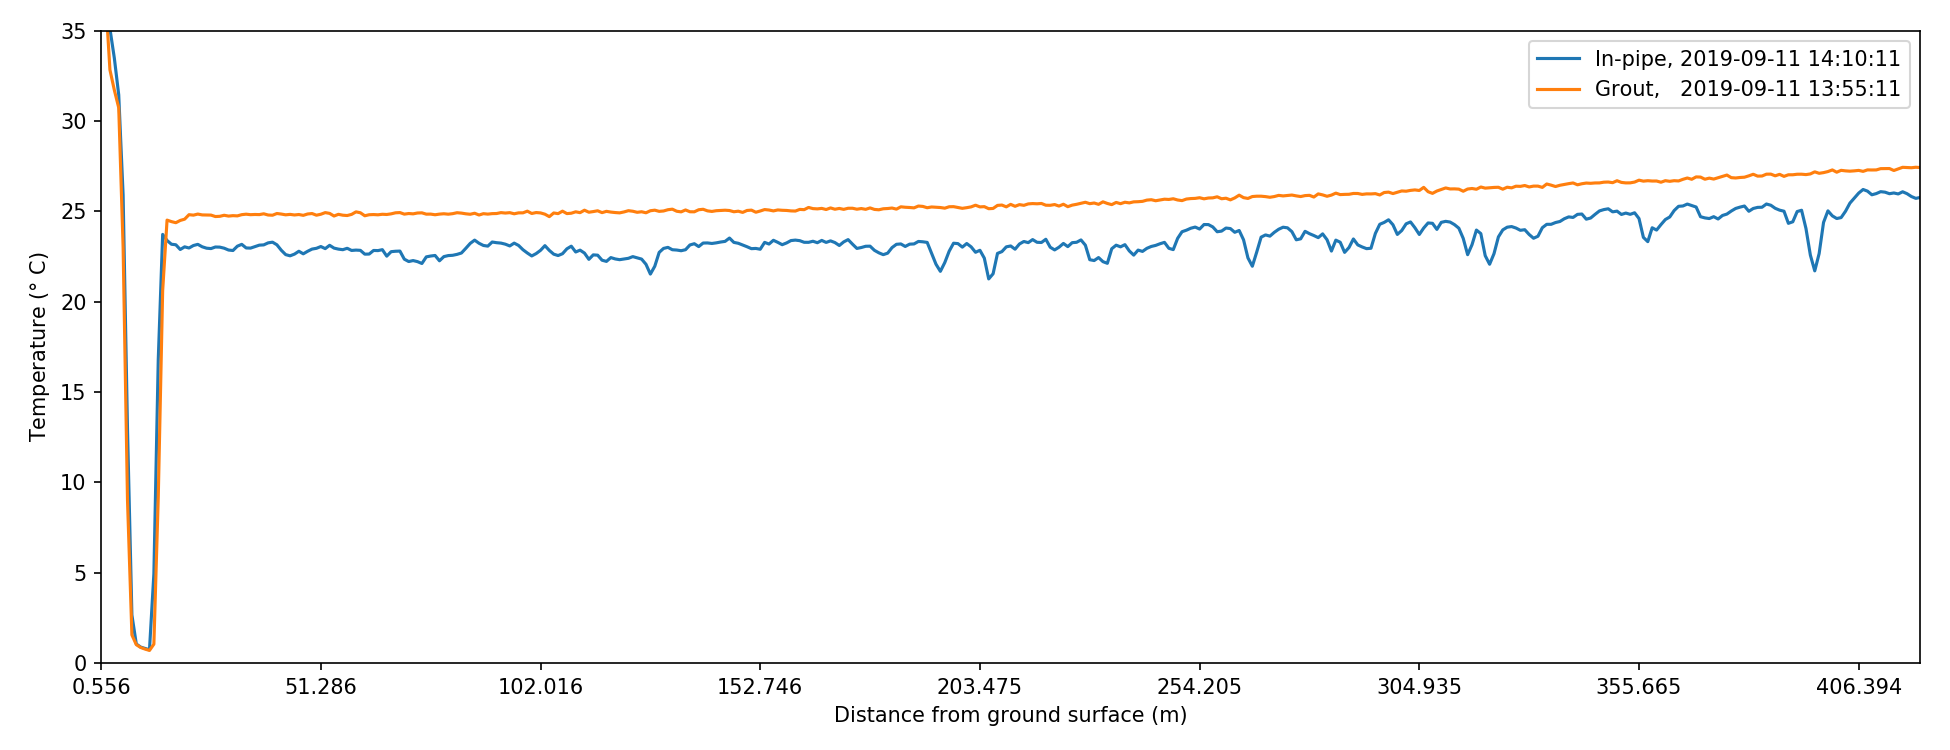 35
30
25
20
15
10
5
0
Temperature (° C)
In-pipe, 2019-09-11 14:10:11
Grout,   2019-09-11 13:55:11
0.556 51.286 102.016 152.746 203.475 254.205 304.935 355.665 406.394
Distance from ground surface (m)